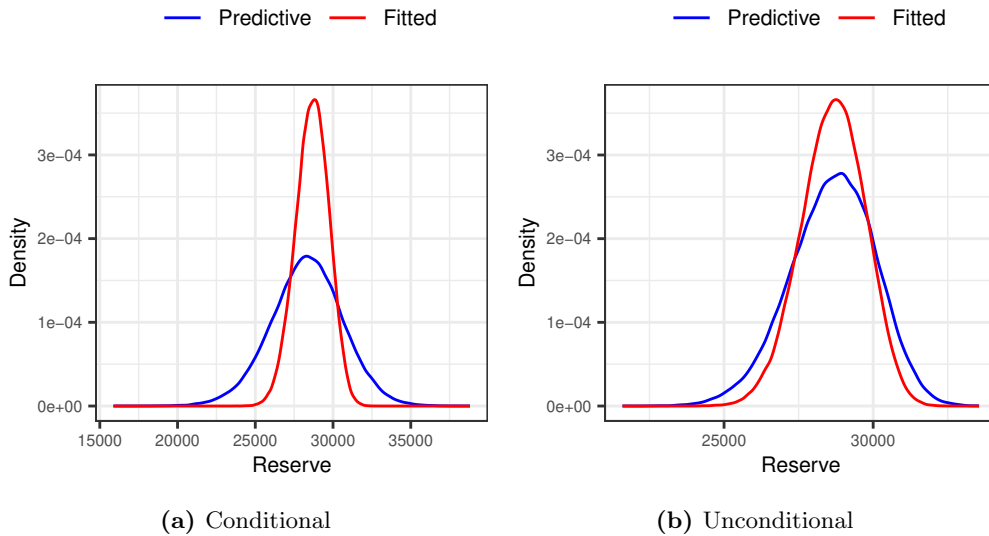 Predictive Fitted
Density
3e-04
2e-04
1e-04
0e+00
15000 20000 25000 30000 35000
Reserve
(a) Conditional
Predictive Fitted
Density
3e-04
2e-04
1e-04
0e+00
25000 30000
Reserve
(b) Unconditional